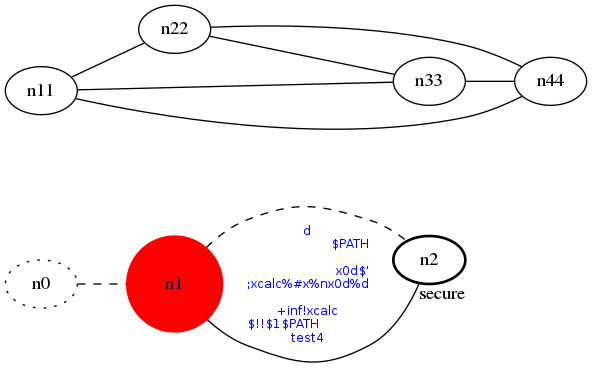 n22
n11
n33
n44
d
$PATH
x0d$'
;xcalc%#x%nx0d%d
+inf!xcalc
$!!$1$PATH
test4
n0
n1
n2
secure